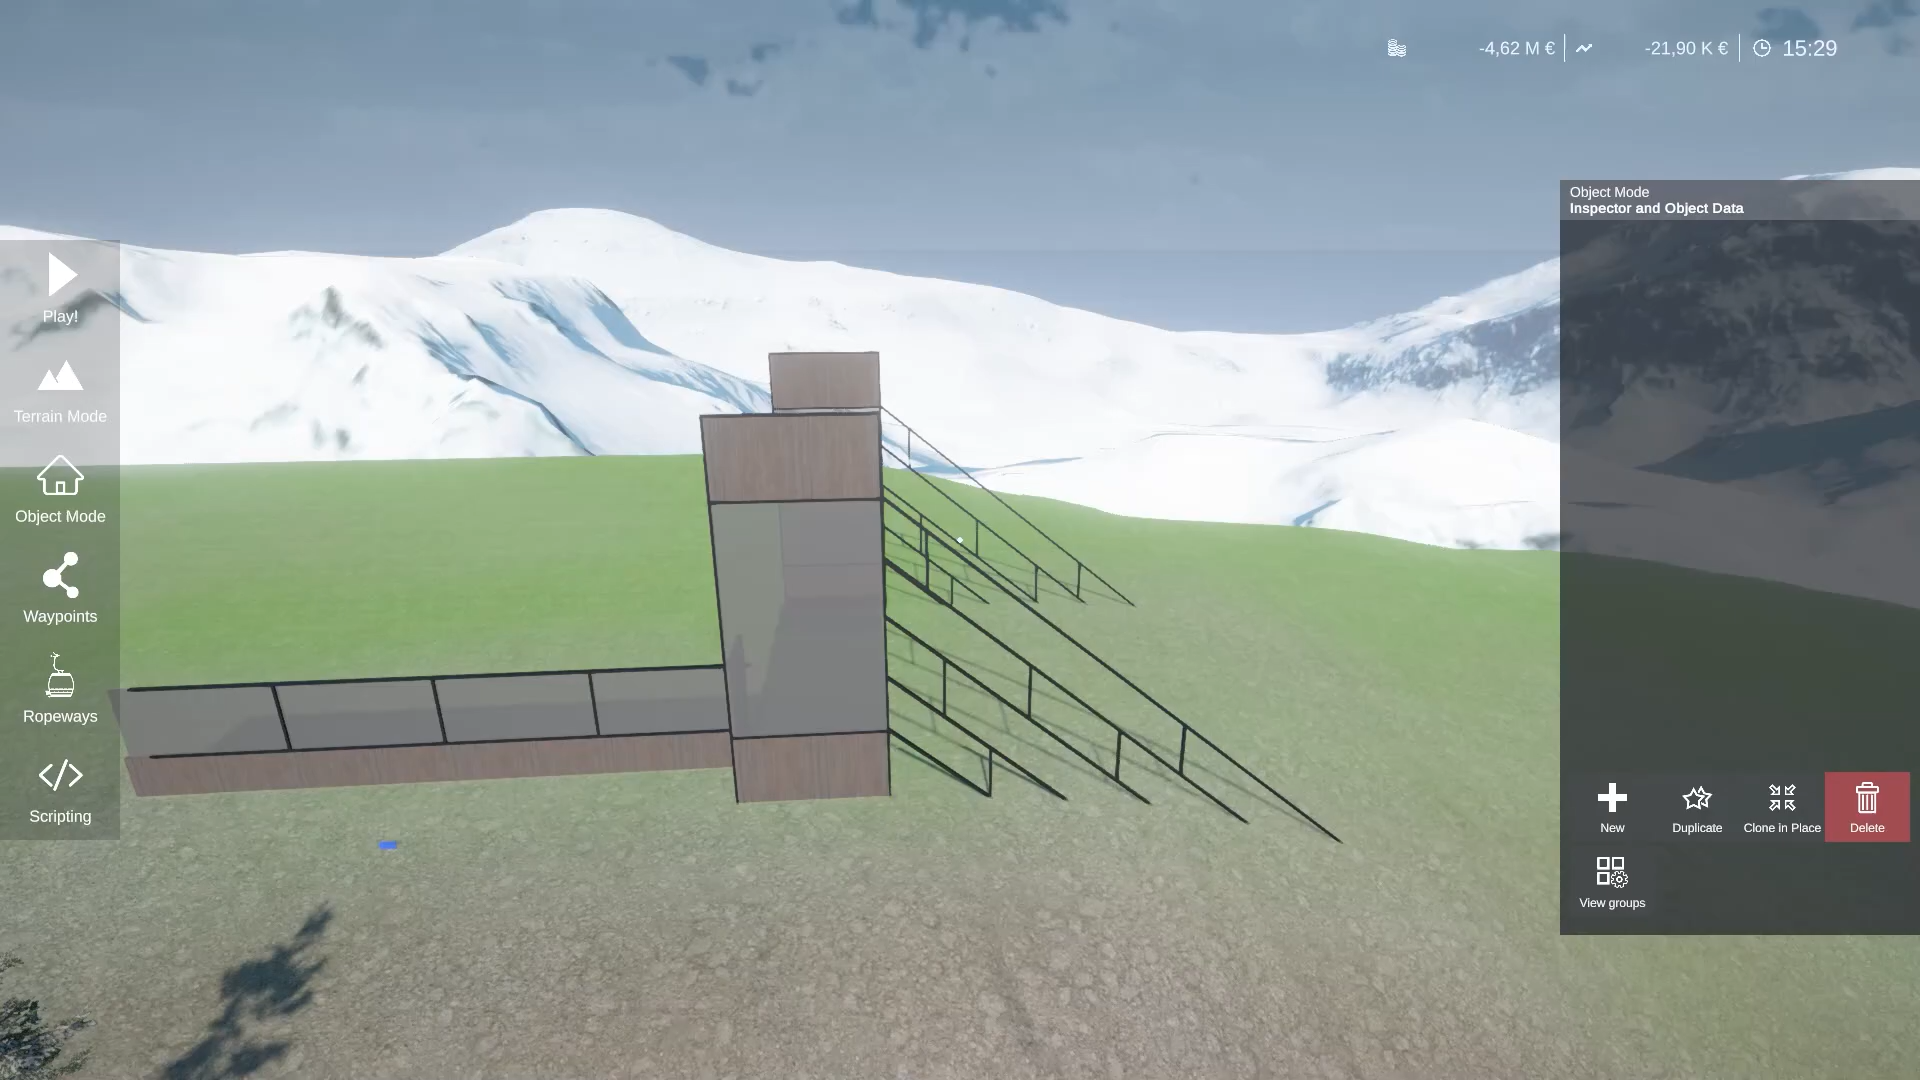 -4,62 M €
-21,90 K €
15:29
Object Mode
Inspector and Object Data
Play!
Terrain Mode
Object Mode
Waypoints
Ropeways
Scripting
New
Duplicate
Clone in Place
Delete
View groups